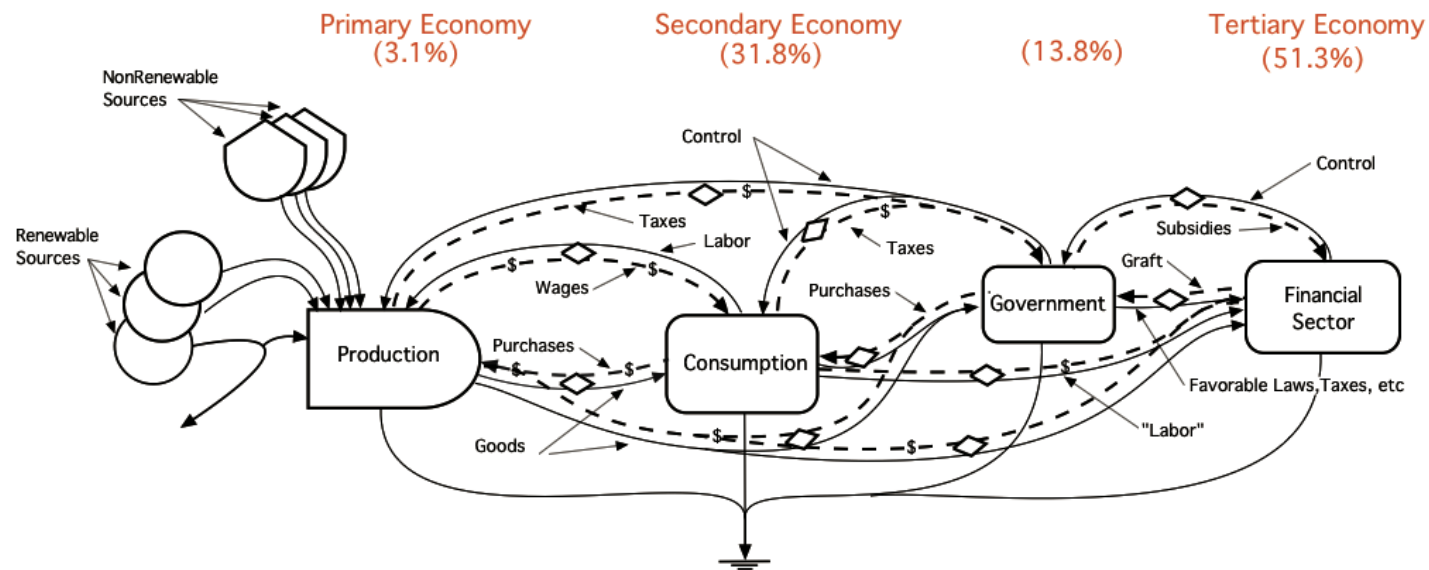 Primary Economy
(3.1%)
Secondary Economy
(31.8%)
(13.8%)
Tertiary Economy
(51.3%)
NonRenewable
Sources
Control
Control
$
Renewable
Sources
Taxes
$
Taxes
Labor
Subsidies
$
$
Wages
Graft
Purchases
Government
Financial
Sector
Production
Purchases
Consumption
$
$
$
Favorable Laws,Taxes, etc
Goods
$
$
"Labor"